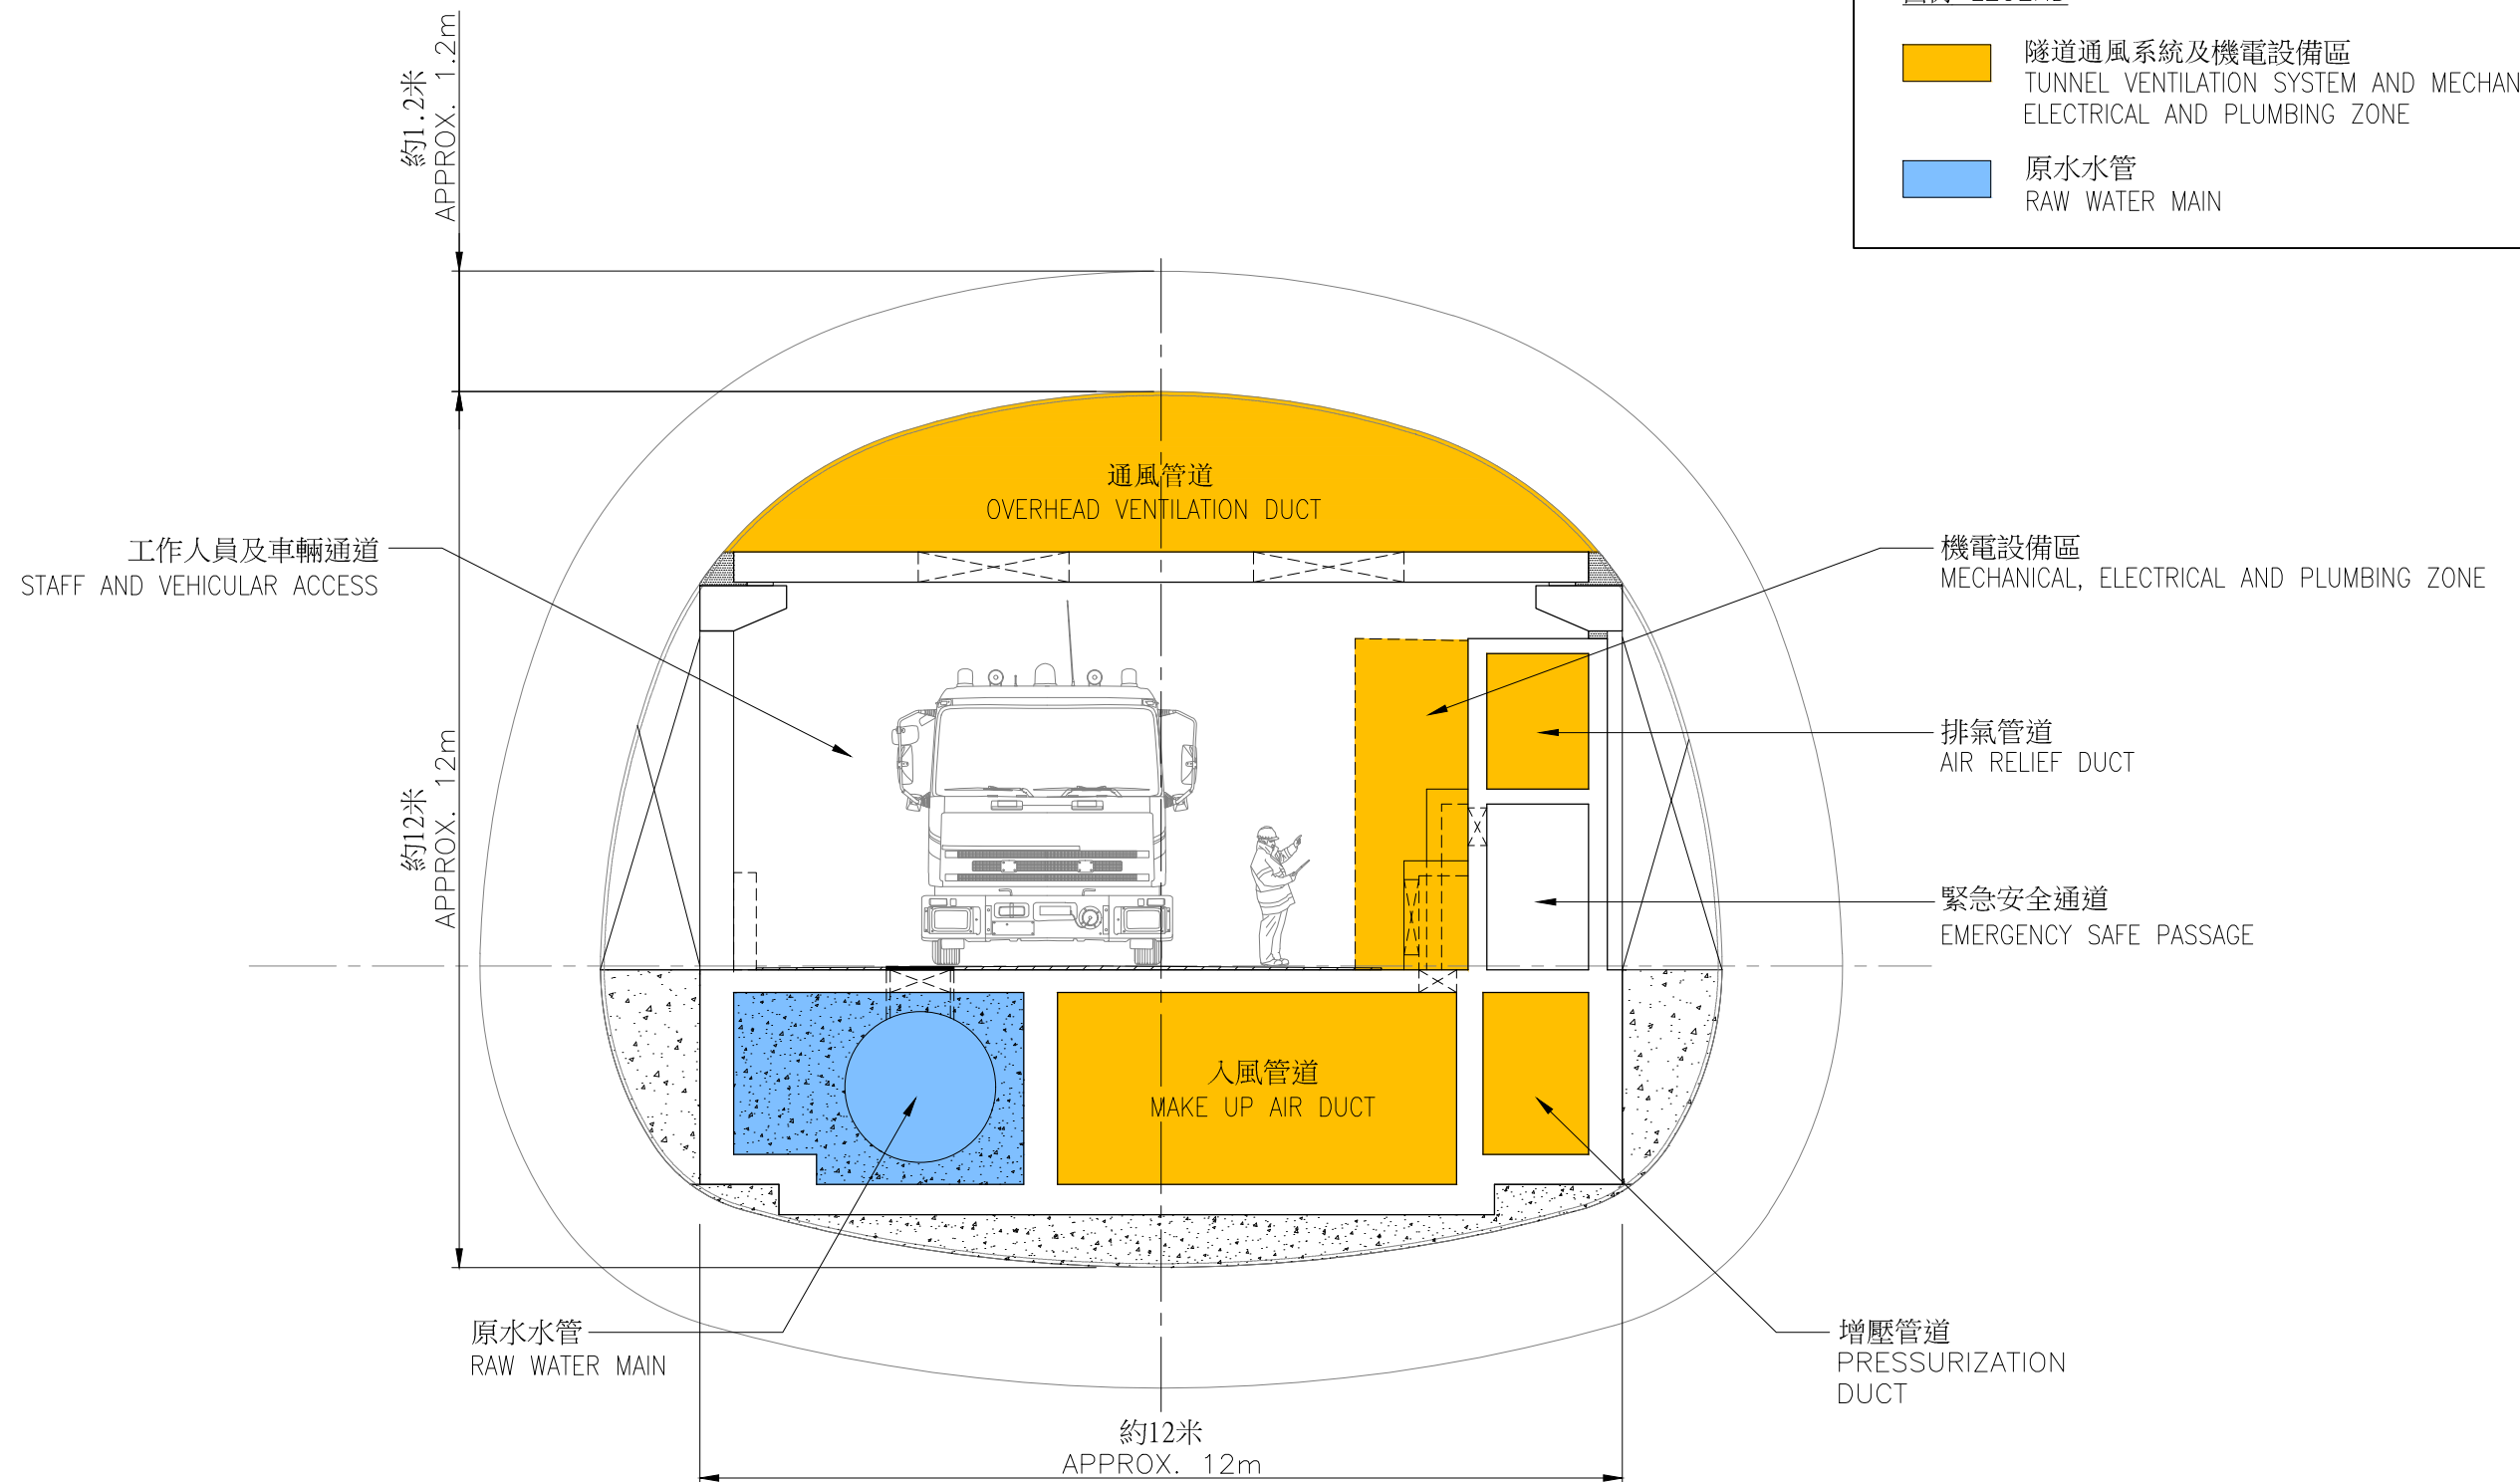 隧道通風系統及機電設備區
TUNNEL VENTILATION SYSTEM AND
ELECTRICAL AND PLUMBING ZONE
原水水管
RAW WATER MAIN
約1.2米
APPROX. 1.2m
通風管道
OVERHEAD VENTILATION DUCT
工作人員及車輛通道
STAFF AND VEHICULAR ACCESS
機電設備區
MECHANICAL, ELECTRICAL AND PLUMBING ZONE
排氣管道
AIR RELIEF DUCT
約12米
APPROX. 12m
緊急安全通道
EMERGENCY SAFE PASSAGE
入風管道
MAKE UP AIR DUCT
原水水管
RAW WATER MAIN
增壓管道
PRESSURIZATION
DUCT
約12米
APPROX. 12m